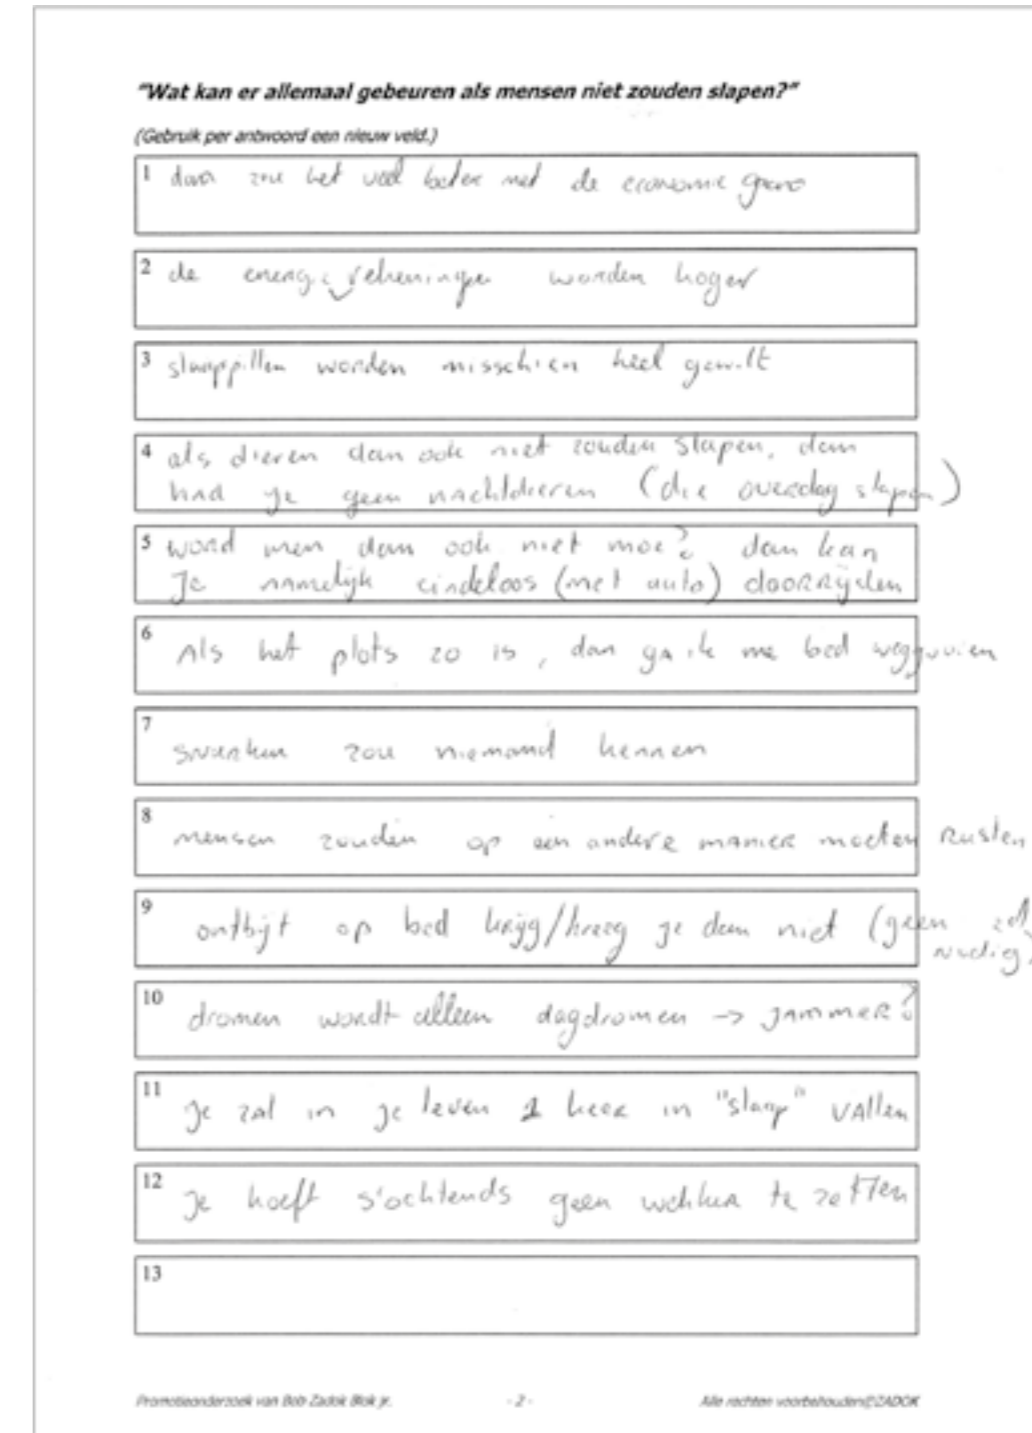 "Wat kan er allemaal gebeuren als mensen niet zouden slapen?"
(Gebruik per antwoord een nieuw veld.)
1 dan zou het veel beter met de economie gaan
2 de energierekeningen worden hoger
3 slaappillen worden misschien heel gewilt
4 als dieren dan ook niet zouden slapen, dan
had je geen nachtdieren (die overdag slapen)
5 word men dan ook niet moe? dan kan
je namelijk eindeloos (met auto) doorrijden
6 Als het plots zo is, dan ga ik me bed weggooien
7 snurken zou niemand kennen
8 mensen zouden op een andere manier moeten rusten
9 ontbijt op bed krijg/kreeg je dan niet (geen
nodig)
10 dromen wordt alleen dagdromen -> jammer?
11 je zal in je leven 1 keer in "slaap" vallen
12 je hoeft s'ochtends geen wekker te zetten
13
Promotieonderzoek van Bob Zadok Blok jr. - 2 - Alle rechten voorbehouden©ZADOK